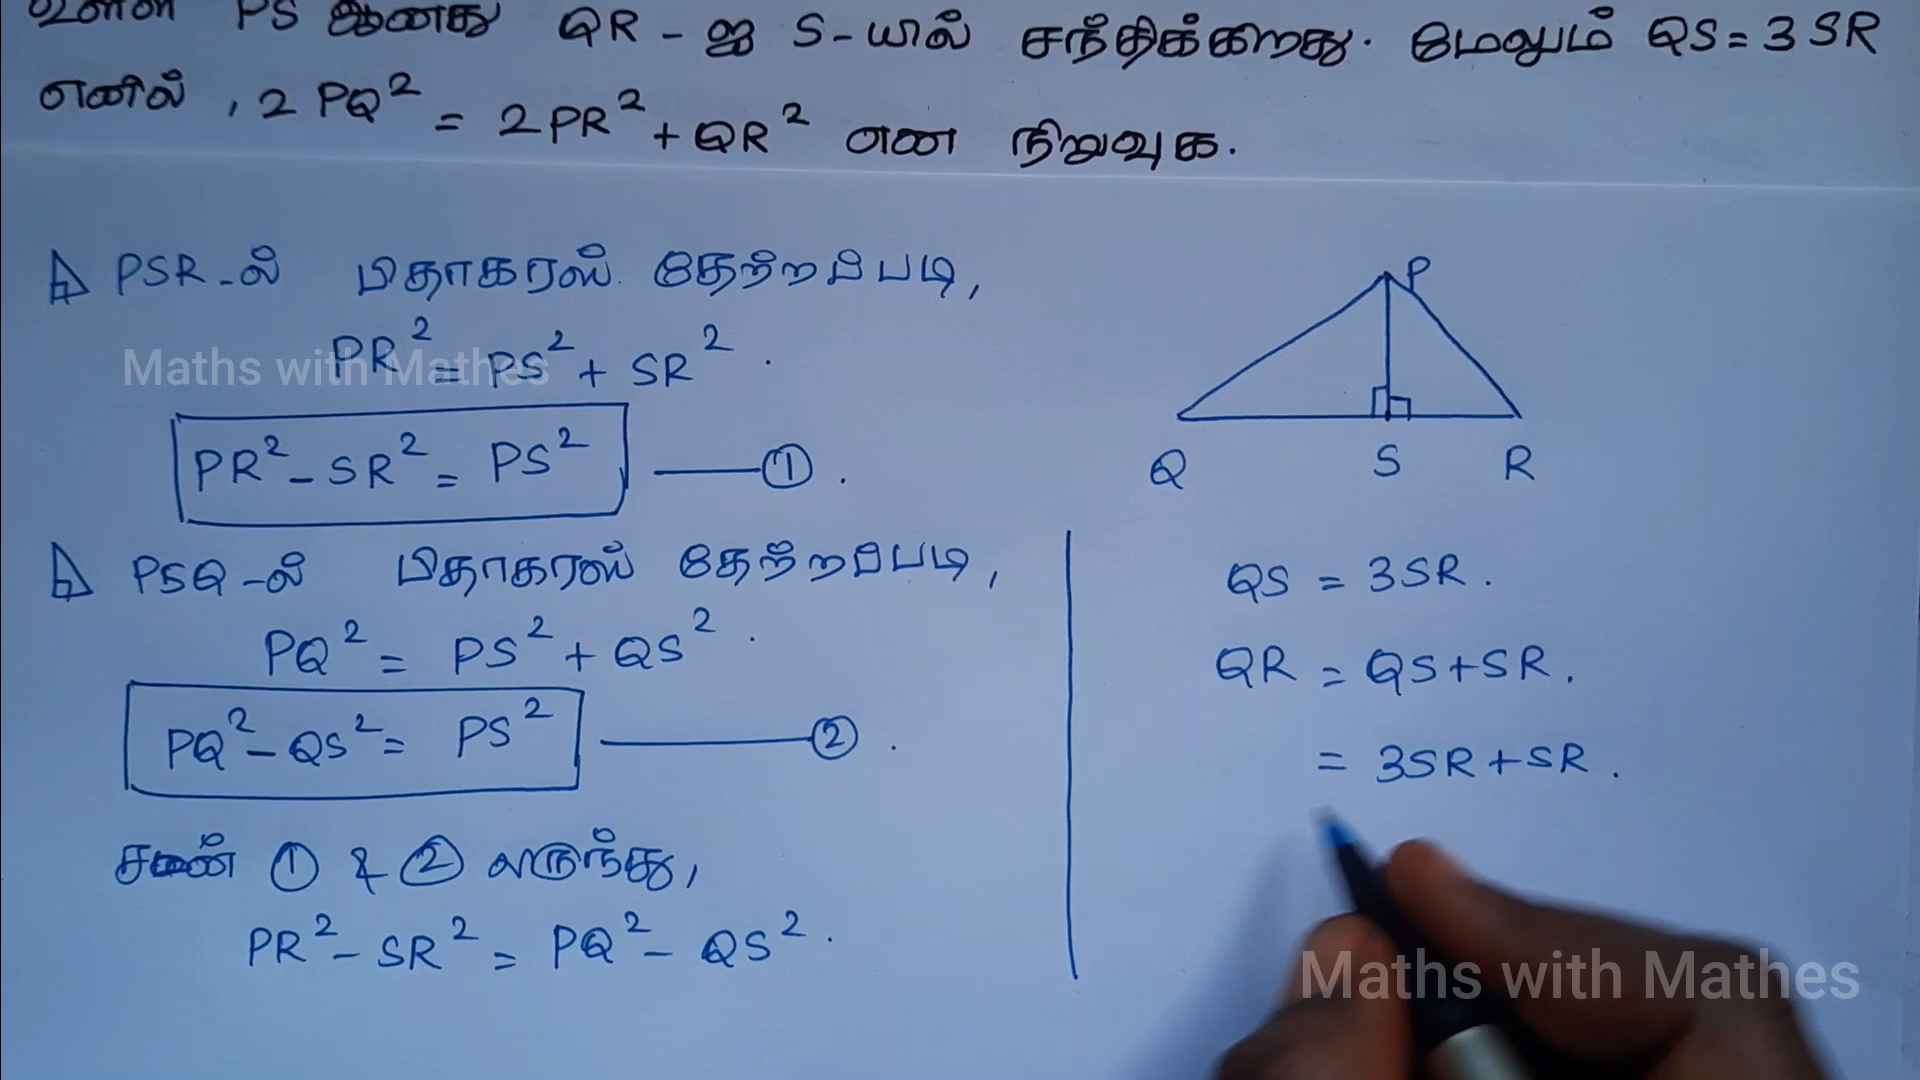 உள்ள PS ஆனது QR - ஐ S - யில் சந்திக்கிறது. மேலும் QS = 3SR
எனில், 2PQ² = 2PR² + QR² என நிறுவுக.
P
Q S R
△ PSR-ல் பிதாகரஸ் தேற்றப்படி,
PR² = PS² + SR².
PR² - SR² = PS² —— ①.
△ PSQ-ல் பிதாகரஸ் தேற்றப்படி,
PQ² = PS² + QS².
PQ² - QS² = PS² —— ②.
சமன் ① & ② லிருந்து,
PR² - SR² = PQ² - QS².
QS = 3SR.
QR = QS + SR.
= 3SR + SR.
Maths with Mathes
Maths with Mathes